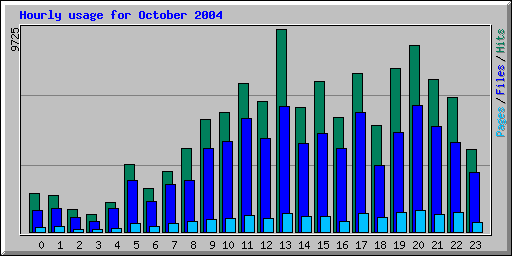 Hourly usage for October 2004
9725
Pages / Files / Hits
0 1 2 3 4 5 6 7 8 9 10 11 12 13 14 15 16 17 18 19 20 21 22 23